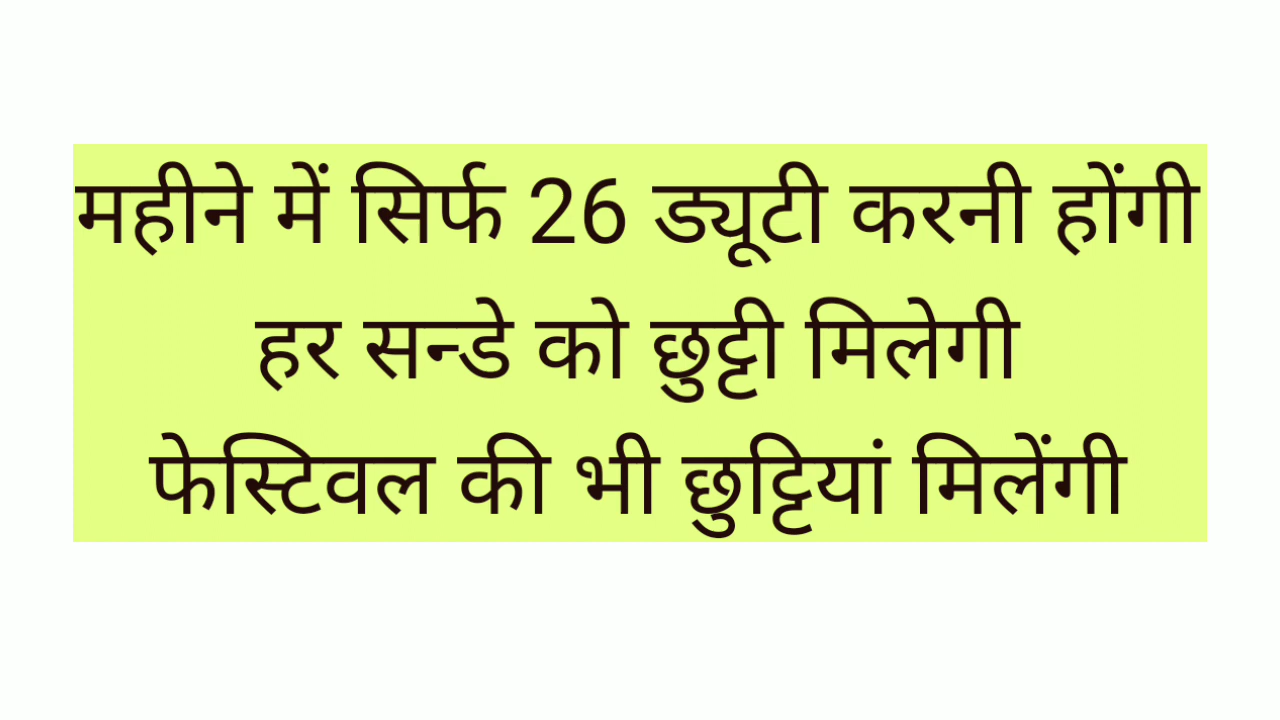 महीने में सिर्फ 26 ड्यूटी करनी होंगी
हर सन्डे को छुट्टी मिलेगी
फेस्टिवल की भी छुट्टियां मिलेंगी